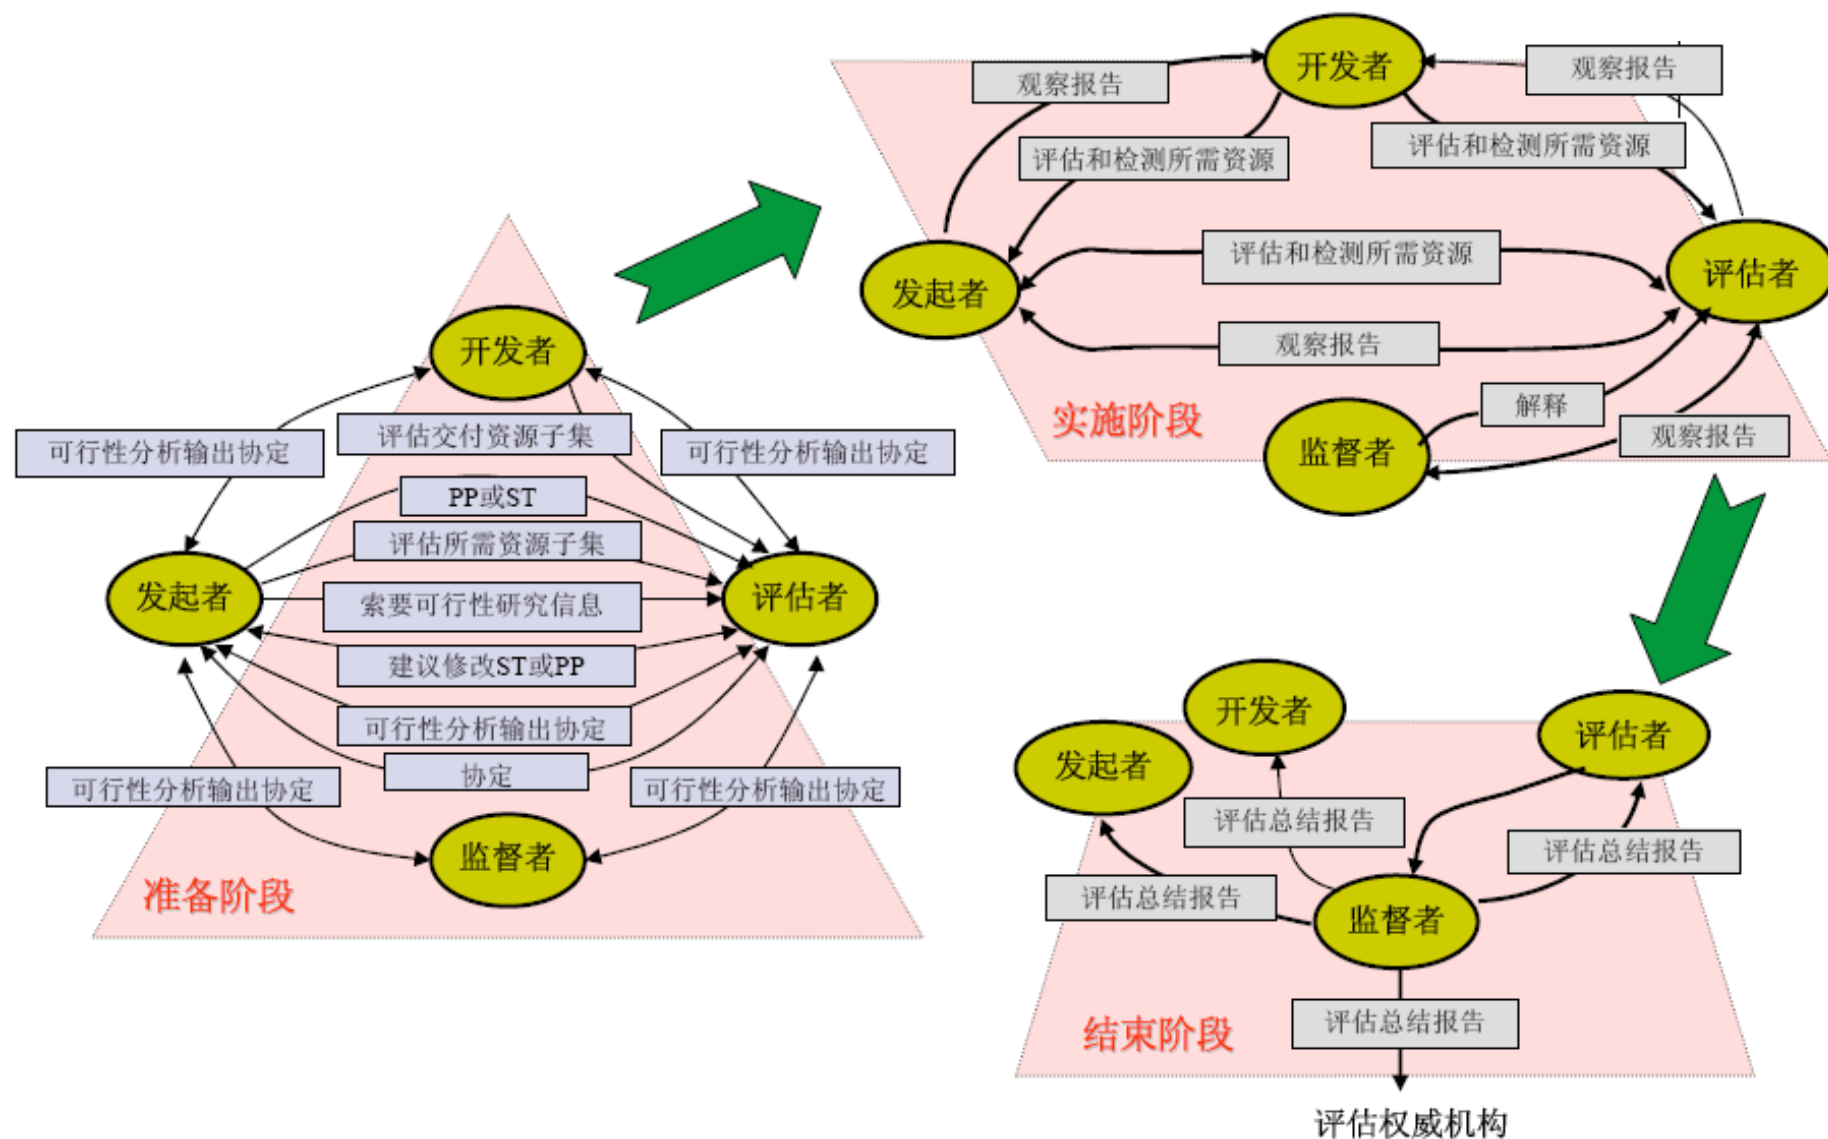 开发者
可行性分析输出协定
评估交付资源子集
可行性分析输出协定
PP或ST
评估所需资源子集
发起者
索要可行性研究信息
评估者
建议修改ST或PP
可行性分析输出协定
协定
可行性分析输出协定
可行性分析输出协定
监督者
准备阶段
开发者
观察报告
观察报告
评估和检测所需资源
评估和检测所需资源
评估和检测所需资源
发起者
评估者
观察报告
解释
实施阶段
监督者
观察报告
开发者
评估者
发起者
评估总结报告
评估总结报告
评估总结报告
监督者
结束阶段
评估总结报告
评估权威机构